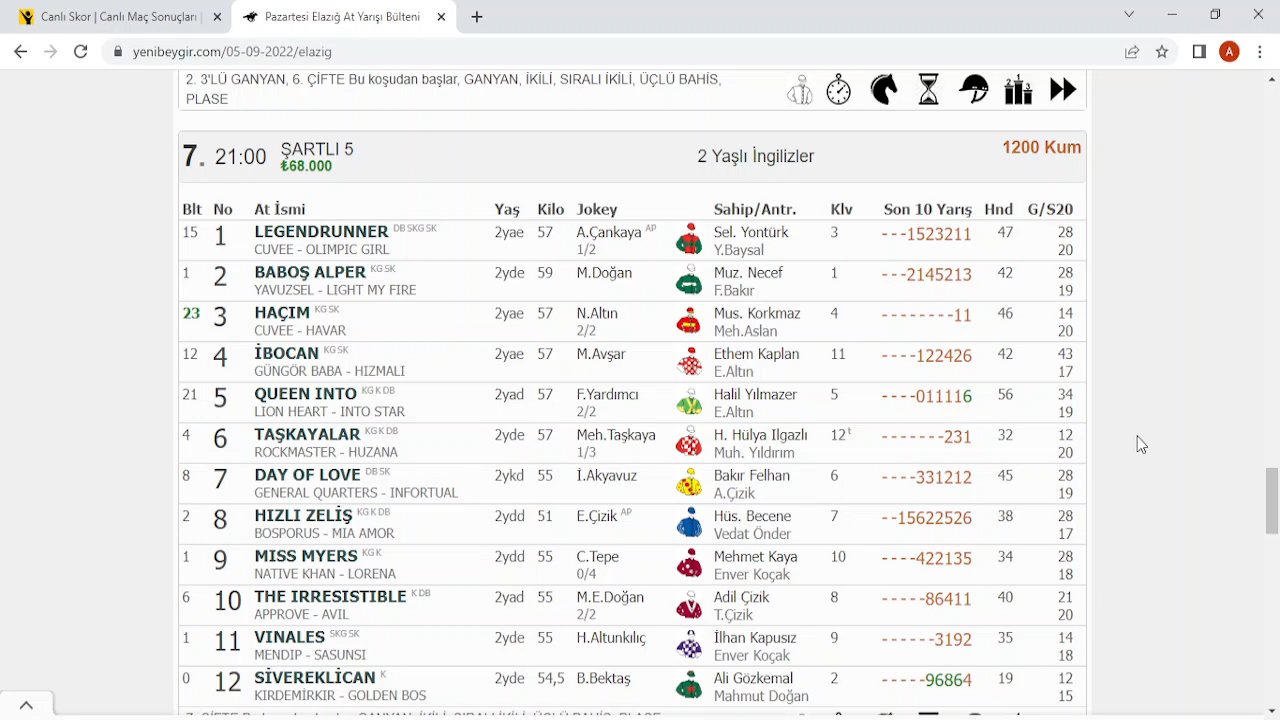 Canlı Skor | Canlı Maç Sonuçları |
Pazartesi Elazığ At Yarışı Bülteni
yenibeygir.com/05-09-2022/elazig
A
2. 3'LÜ GANYAN, 6. ÇİFTE Bu koşudan başlar, GANYAN, İKİLİ, SIRALI İKİLİ, ÜÇLÜ BAHİS,
PLASE
7. 21:00 ŞARTLI 5 2 Yaşlı İngilizler 1200 Kum
₺68.000
Blt No At İsmi Yaş Kilo Jokey Sahip/Antr. Klv Son 10 Yarış Hnd G/S20
15 1 LEGENDRUNNER DB SKG SK 2yae 57 A.Çankaya AP Sel. Yontürk 3 - - -1523211 47 28
CUVEE - OLIMPIC GIRL 1/2 Y.Baysal 20
1 2 BABOŞ ALPER KG SK 2yde 59 M.Doğan Muz. Necef 1 - - -2145213 42 28
YAVUZSEL - LIGHT MY FIRE F.Bakır 19
23 3 HAÇIM KG SK 2yae 57 N.Altın Mus. Korkmaz 4 - - - - - - - -11 46 14
CUVEE - HAVAR 2/2 Meh.Aslan 20
12 4 İBOCAN KG SK 2yae 57 M.Avşar Ethem Kaplan 11 - - - -122426 42 43
GÜNGÖR BABA - HIZMALI E.Altın 17
21 5 QUEEN INTO KG K DB 2yad 57 F.Yardımcı Halil Yılmazer 5 - - - -011116 56 34
LION HEART - INTO STAR 2/2 E.Altın 19
4 6 TAŞKAYALAR KG K DB 2yde 57 Meh.Taşkaya H. Hülya Ilgazlı 12 t - - - - - - -231 32 12
ROCKMASTER - HUZANA 1/3 Muh. Yıldırım 20
8 7 DAY OF LOVE DB SK 2ykd 55 İ.Akyavuz Bakır Felhan 6 - - - -331212 45 28
GENERAL QUARTERS - INFORTUAL A.Çizik 19
2 8 HIZLI ZELİŞ KG K DB 2ydd 51 E.Çizik AP Hüs. Becene 7 - -15622526 38 28
BOSPORUS - MIA AMOR Vedat Önder 17
1 9 MISS MYERS KG K 2ydd 55 C.Tepe Mehmet Kaya 10 - - - -422135 34 28
NATIVE KHAN - LORENA 0/4 Enver Koçak 18
6 10 THE IRRESISTIBLE K DB 2yad 55 M.E.Doğan Adil Çizik 8 - - - - -86411 40 21
APPROVE - AVIL 2/2 T.Çizik 20
1 11 VINALES SKG SK 2yde 55 H.Altunkılıç İlhan Kapusız 9 - - - - - -3192 35 14
MENDIP - SASUNSI Enver Koçak 18
0 12 SİVEREKLİCAN K 2yde 54,5 B.Bektaş Ali Gözkemal 2 - - - - -96864 19 12
KIRDEMİRKIR - GOLDEN BOS Mahmut Doğan 15